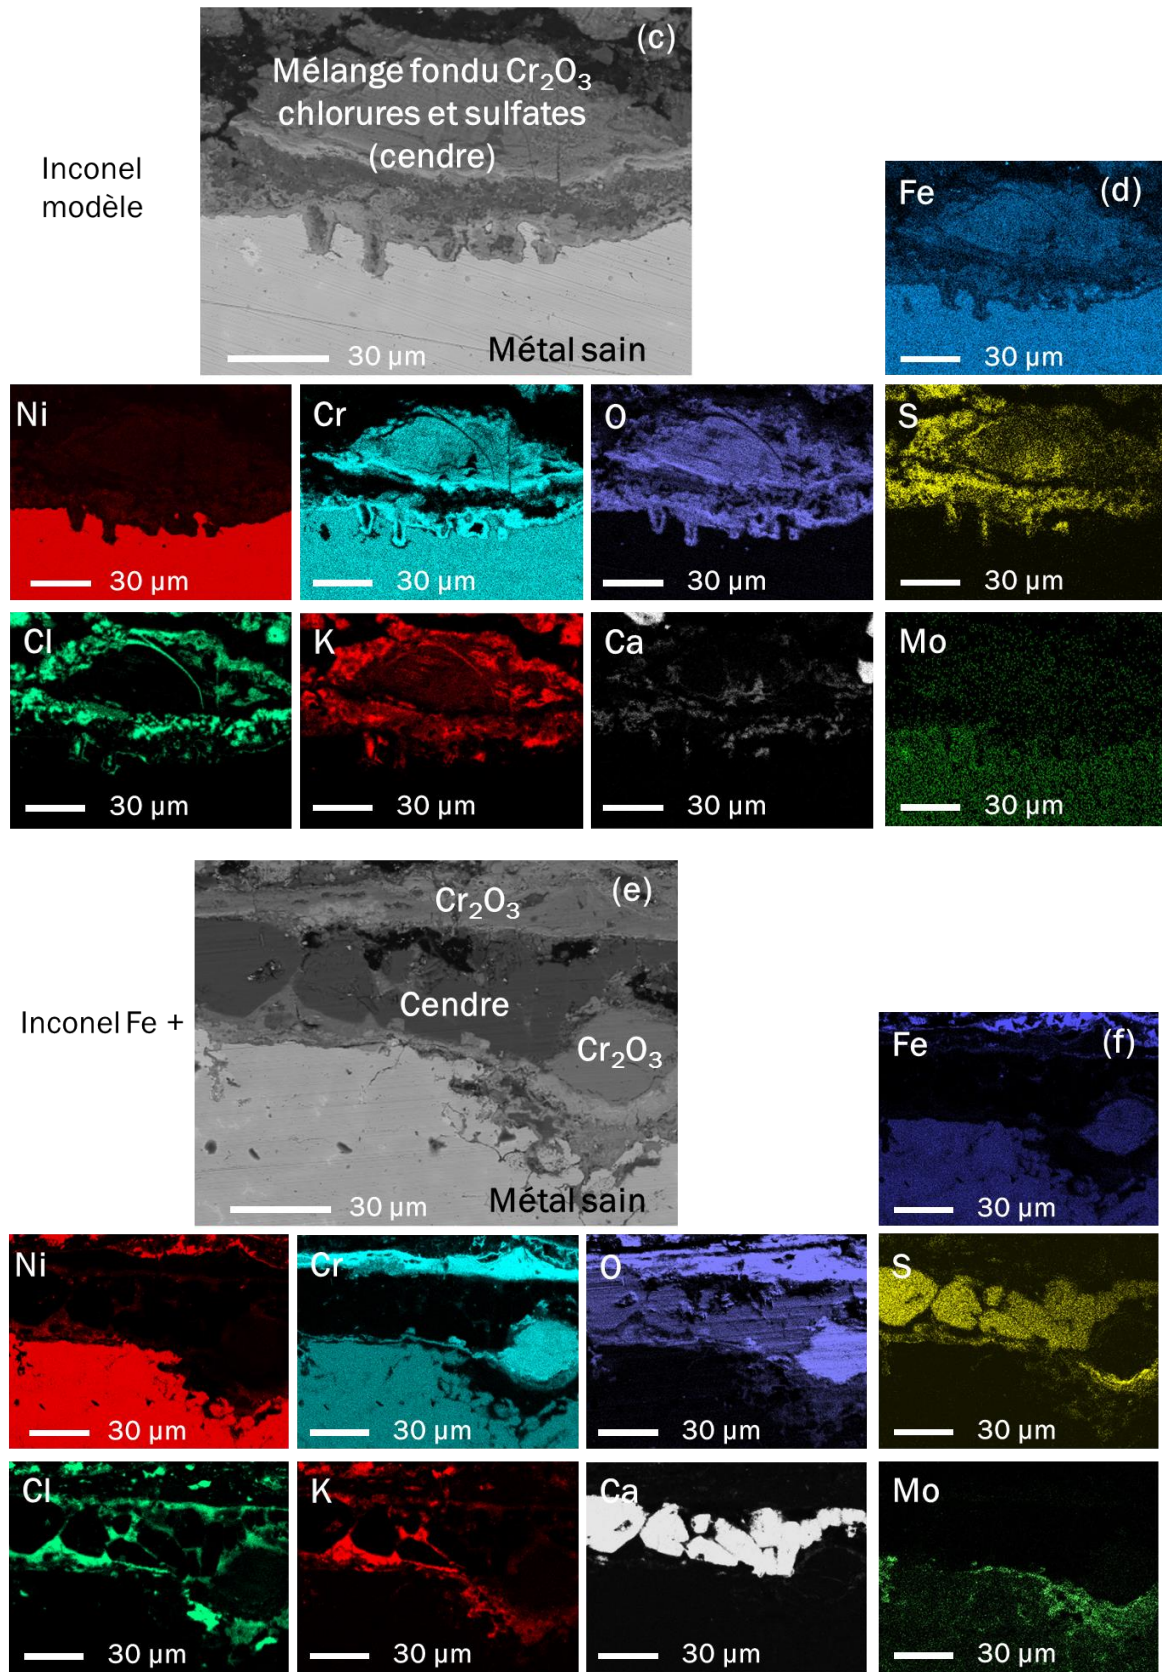 (c)
Mélange fondu Cr₂O₃
chlorures et sulfates
(cendre)
Inconel
modèle
30 µm
Métal sain
Fe
(d)
30 µm
Ni
30 µm
Cr
30 µm
O
30 µm
S
30 µm
Cl
30 µm
K
30 µm
Ca
30 µm
Mo
30 µm
(e)
Cr₂O₃
Cendre
Cr₂O₃
Inconel Fe +
30 µm
Métal sain
Fe
(f)
30 µm
Ni
30 µm
Cr
30 µm
O
30 µm
S
30 µm
Cl
30 µm
K
30 µm
Ca
30 µm
Mo
30 µm